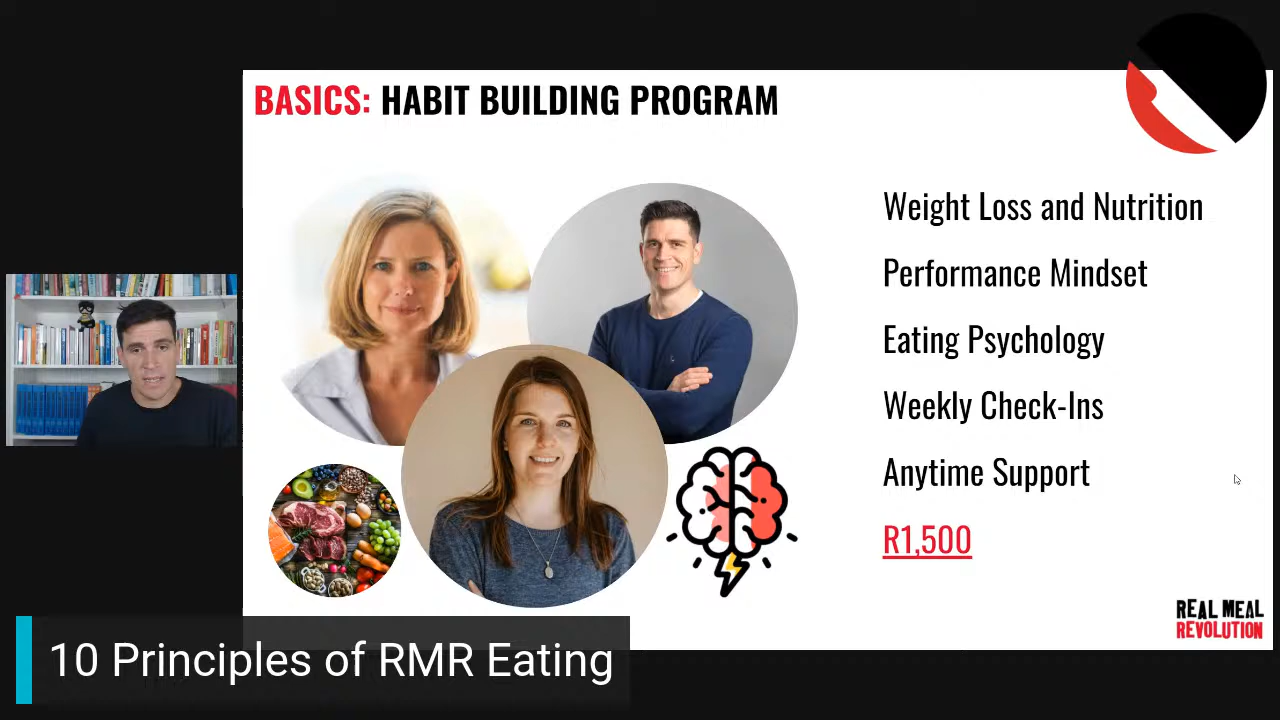 BASICS: HABIT BUILDING PROGRAM
Weight Loss and Nutrition
Performance Mindset
Eating Psychology
Weekly Check-Ins
Anytime Support
R1,500
REAL MEAL
REVOLUTION
10 Principles of RMR Eating